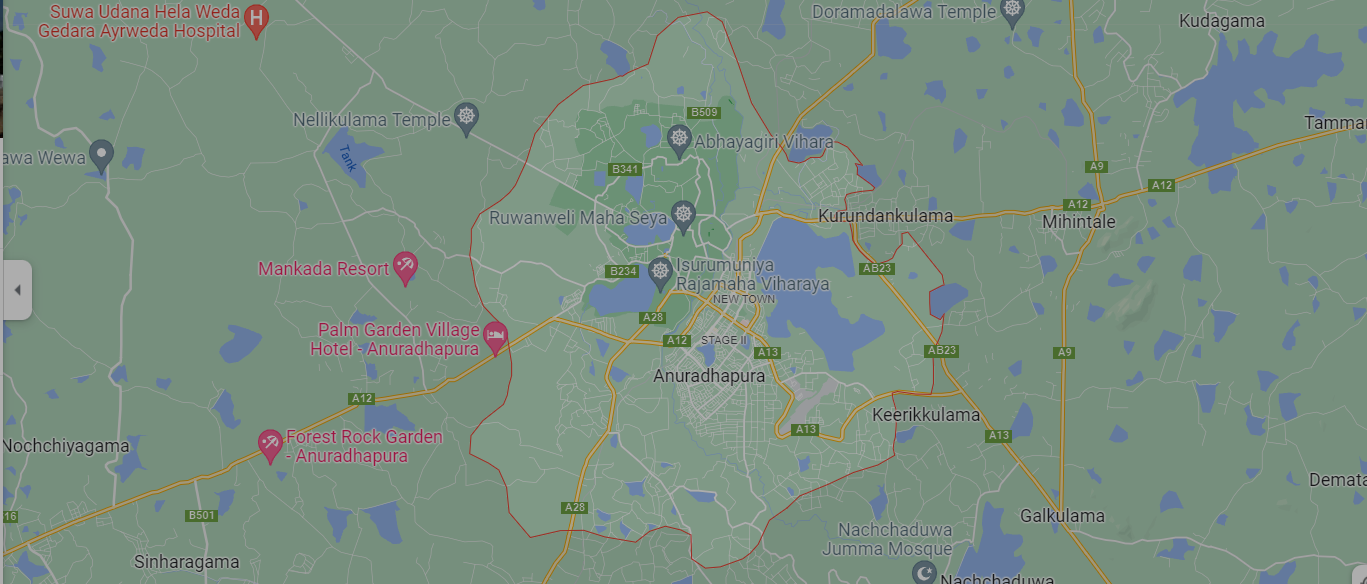 Suwa Udana Hela Weda
Gedara Ayrweda Hospital
H
Doramadalawa Temple
Kudagama
Nellikulama Temple
B509
Abhayagiri Vihara
Tamma
awa Wewa
Tank
B341
A9
A12
Ruwanweli Maha Seya
Kurundankulama
A12
Mihintale
Mankada Resort
B234
Isurumuniya
Rajamaha Viharaya
AB23
NEW TOWN
A28
Palm Garden Village
Hotel - Anuradhapura
A12
STAGE II
A13
AB23
A9
Anuradhapura
A12
Keerikkulama
A13
A13
Nochchiyagama
Forest Rock Garden
- Anuradhapura
Demata
16
B501
A28
Galkulama
Nachchaduwa
Jumma Mosque
Sinharagama
Nachchaduwa